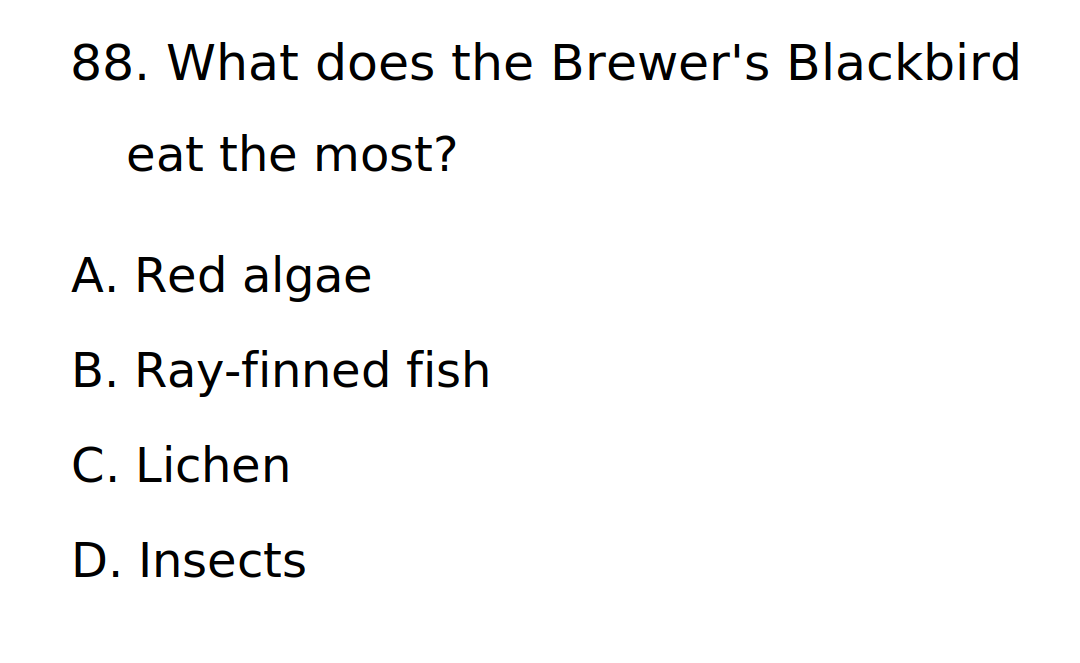 88. What does the Brewer's Blackbird
eat the most?
A. Red algae
B. Ray-finned fish
C. Lichen
D. Insects